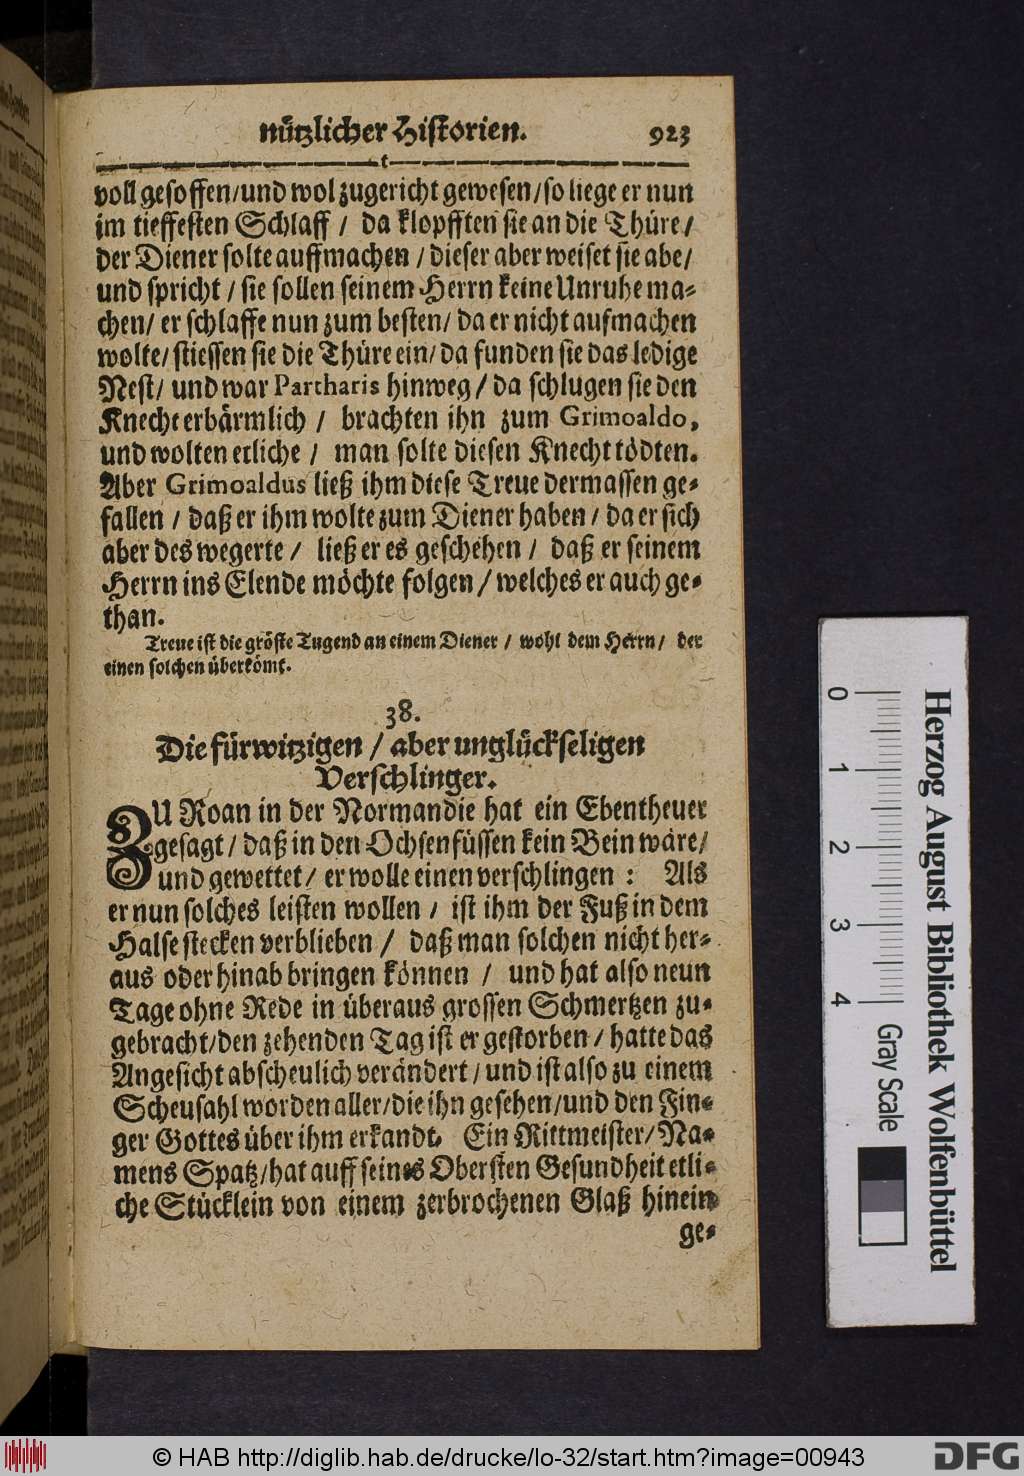 nützlicher Historien. 923
voll gesoffen/und wol zugericht gewesen/so liege er nun
im tieffesten Schlaff / da klopfften sie an die Thüre/
der Diener solte auffmachen / dieser aber weiset sie abe/
und spricht / sie sollen seinem Herrn keine Unruhe ma-
chen/ er schlaffe nun zum besten/ da er nicht aufmachen
wolte/ stiessen sie die Thüre ein/ da funden sie das ledige
Nest/ und war Partharis hinweg / da schlugen sie den
Knecht erbärmlich / brachten ihn zum Grimoaldo,
und wolten etliche / man solte diesen Knecht tödten.
Aber Grimoaldus ließ ihm diese Treue dermassen ge-
fallen / daß er ihm wolte zum Diener haben / da er sich
aber des wegerte / ließ er es geschehen / daß er seinem
Herrn ins Elende möchte folgen / welches er auch ge-
than.
Treue ist die gröste Tugend an einem Diener / wohl dem Herrn/ der
einen solchen überkömt.
38.
Die fürwitzigen / aber unglückseligen
Verschlinger.
ZU Roan in der Normandie hat ein Ebentheuer
gesagt / daß in den Ochsenfüssen kein Bein wäre/
und gewettet / er wolle einen verschlingen : Als
er nun solches leisten wollen / ist ihm der Fuß in dem
Halse stecken verblieben / daß man solchen nicht her-
aus oder hinab bringen können / und hat also neun
Tage ohne Rede in überaus grossen Schmertzen zu-
gebracht/den zehenden Tag ist er gestorben / hatte das
Angesicht abscheulich verändert / und ist also zu einem
Scheusahl worden aller/die ihn gesehen/und den Fin-
ger Gottes über ihm erkandt. Ein Rittmeister/ Na-
mens Spatz/hat auff seines Obersten Gesundheit etli-
che Stücklein von einem zerbrochenen Glaß hinein
ge-
0
1
2
3
4
Gray Scale
Herzog August Bibliothek Wolfenbüttel
© HAB http://diglib.hab.de/drucke/lo-32/start.htm?image=00943
DFG